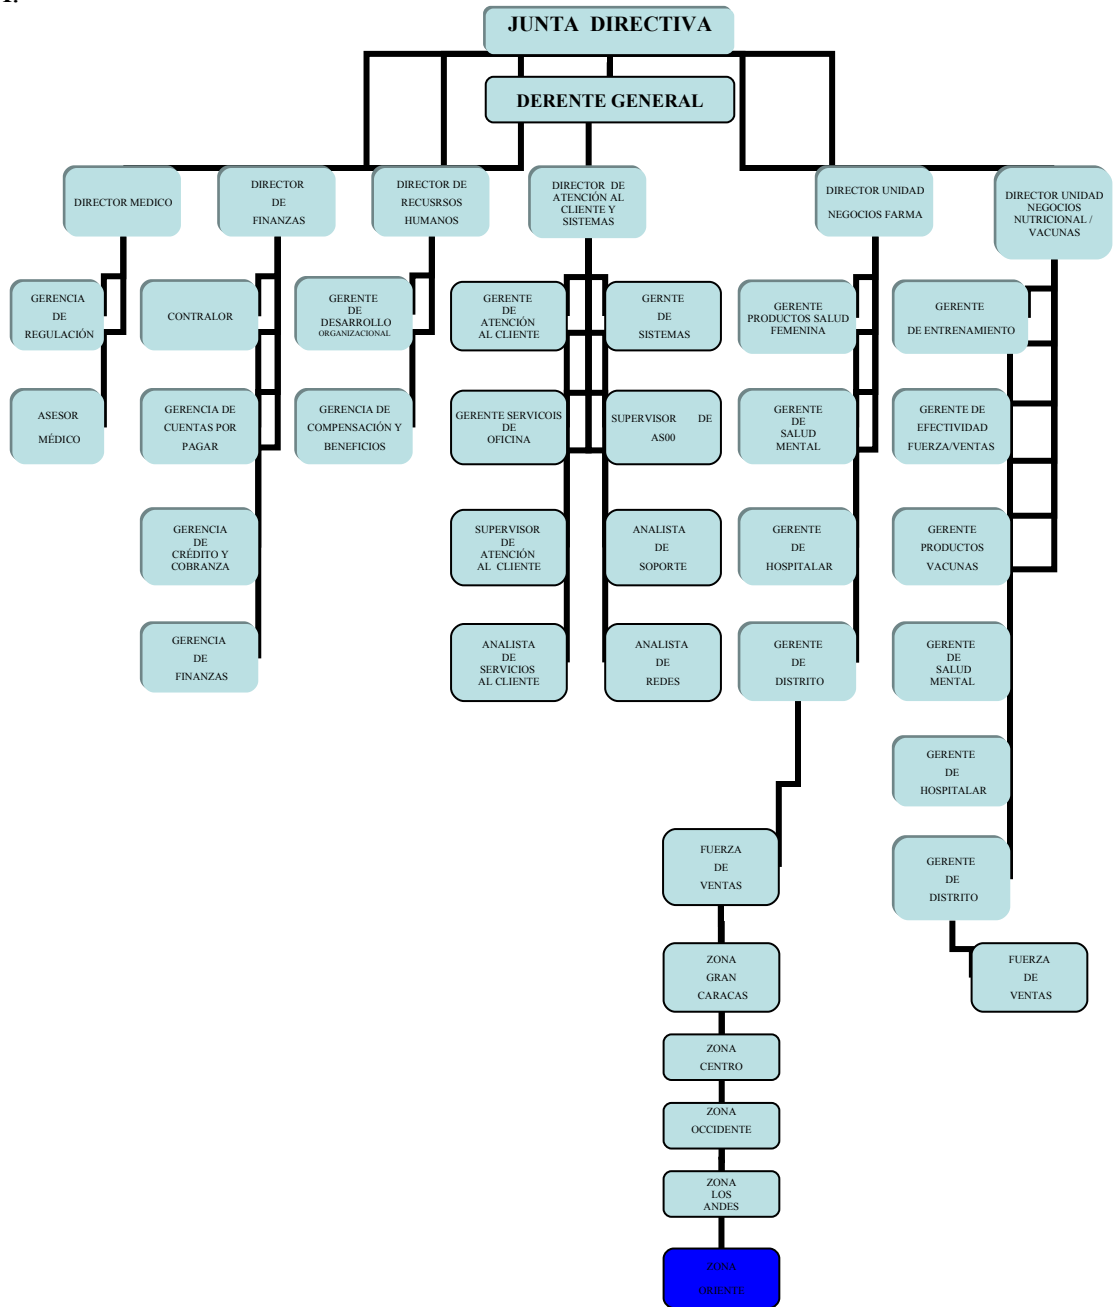 JUNTA DIRECTIVA
DERENTE GENERAL
DIRECTOR MEDICO
DIRECTOR
DE
FINANZAS
DIRECTOR DE
RECUSRSOS
HUMANOS
DIRECTOR DE
ATENCIÓN AL
CLIENTE Y
SISTEMAS
DIRECTOR UNIDAD
NEGOCIOS FARMA
DIRECTOR UNIDAD
NEGOCIOS
NUTRICIONAL /
VACUNAS
GERENCIA
DE
REGULACIÓN
CONTRALOR
GERENTE
DE
DESARROLLO
ORGANIZACIONAL
GERENTE
DE
ATENCIÓN
AL CLIENTE
GERNTE
DE
SISTEMAS
GERENTE
PRODUCTOS SALUD
FEMENINA
GERENTE
DE ENTRENAMIENTO
ASESOR
MÉDICO
GERENCIA DE
CUENTAS POR
PAGAR
GERENCIA DE
COMPENSACIÓN Y
BENEFICIOS
GERENTE SERVICOIS
DE
OFICINA
SUPERVISOR DE
AS00
GERENTE
DE
SALUD
MENTAL
GERENTE DE
EFECTIVIDAD
FUERZA/VENTAS
GERENCIA
DE
CRÉDITO Y
COBRANZA
SUPERVISOR
DE
ATENCIÓN
AL CLIENTE
ANALISTA
DE
SOPORTE
GERENTE
DE
HOSPITALAR
GERENTE
PRODUCTOS
VACUNAS
GERENCIA
DE
FINANZAS
ANALISTA
DE
SERVICIOS
AL CLIENTE
ANALISTA
DE
REDES
GERENTE
DE
DISTRITO
GERENTE
DE
SALUD
MENTAL
GERENTE
DE
HOSPITALAR
FUERZA
DE
VENTAS
GERENTE
DE
DISTRITO
ZONA
GRAN
CARACAS
FUERZA
DE
VENTAS
ZONA
CENTRO
ZONA
OCCIDENTE
ZONA
LOS
ANDES
ZONA
ORIENTE